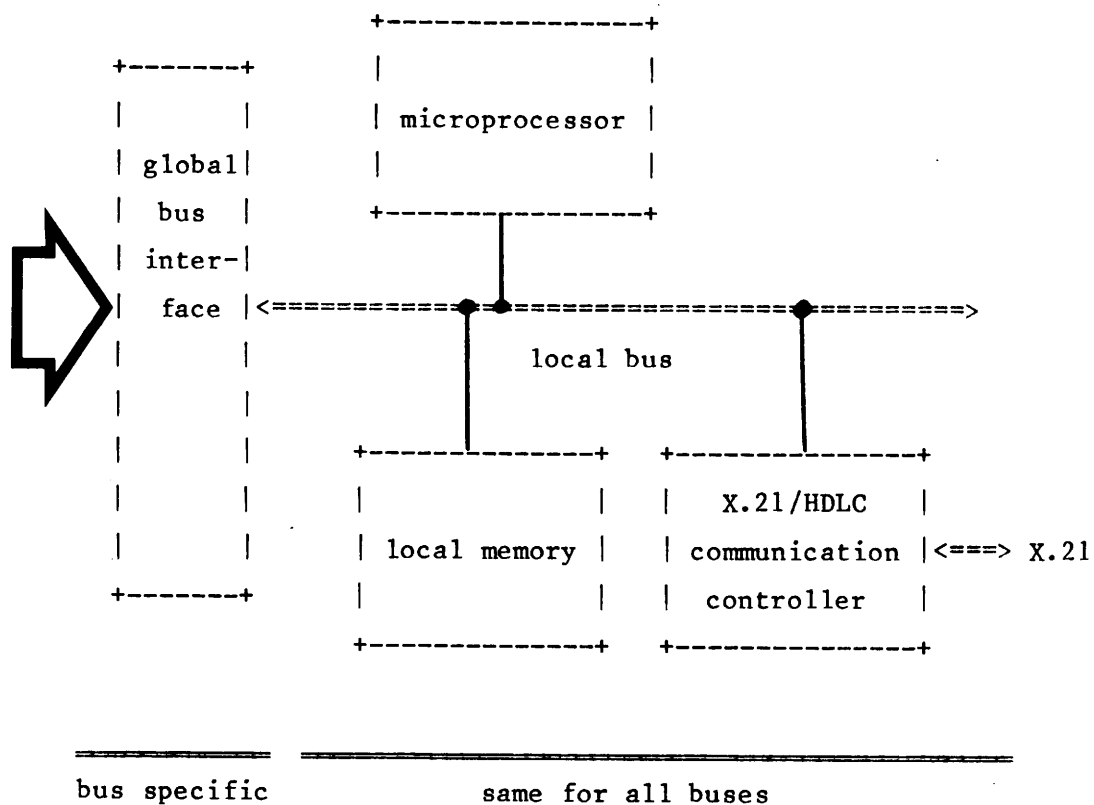 microprocessor
global
bus
inter-
face
local bus
local memory
X.21/HDLC
communication
controller
X.21
bus specific
same for all buses